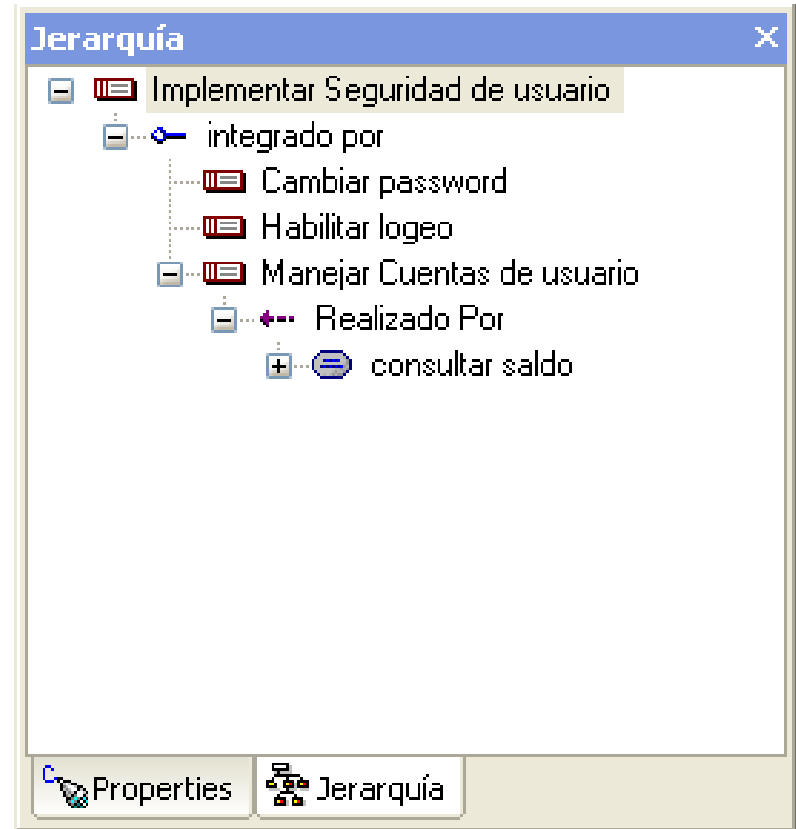 Jerarquía
Implementar Seguridad de usuario
integrado por
Cambiar password
Habilitar logeo
Manejar Cuentas de usuario
Realizado Por
consultar saldo
Properties Jerarquía